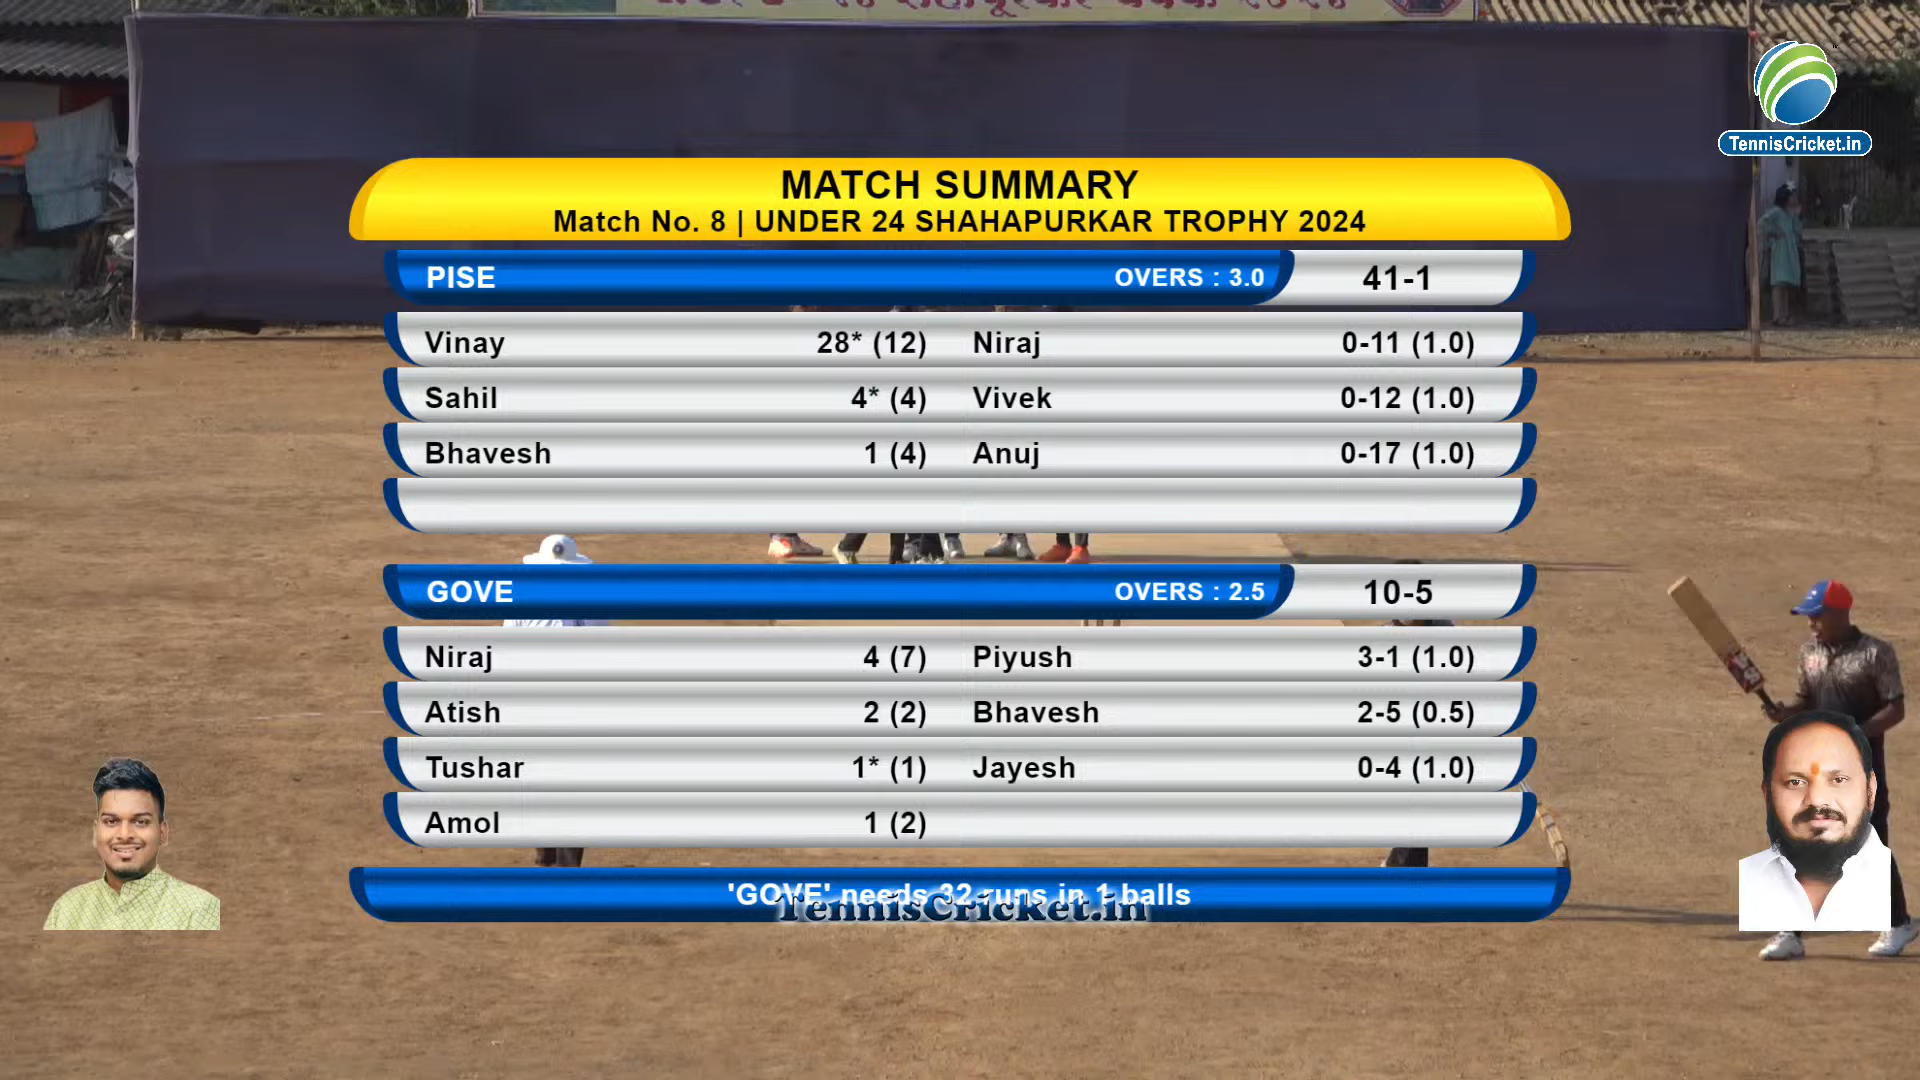 TennisCricket.in
MATCH SUMMARY
Match No. 8 | UNDER 24 SHAHAPURKAR TROPHY 2024
PISE OVERS : 3.0 41-1
Vinay 28* (12) Niraj 0-11 (1.0)
Sahil 4* (4) Vivek 0-12 (1.0)
Bhavesh 1 (4) Anuj 0-17 (1.0)
GOVE OVERS : 2.5 10-5
Niraj 4 (7) Piyush 3-1 (1.0)
Atish 2 (2) Bhavesh 2-5 (0.5)
Tushar 1* (1) Jayesh 0-4 (1.0)
Amol 1 (2)
'GOVE' needs 32 runs in 1 balls
TennisCricket.in